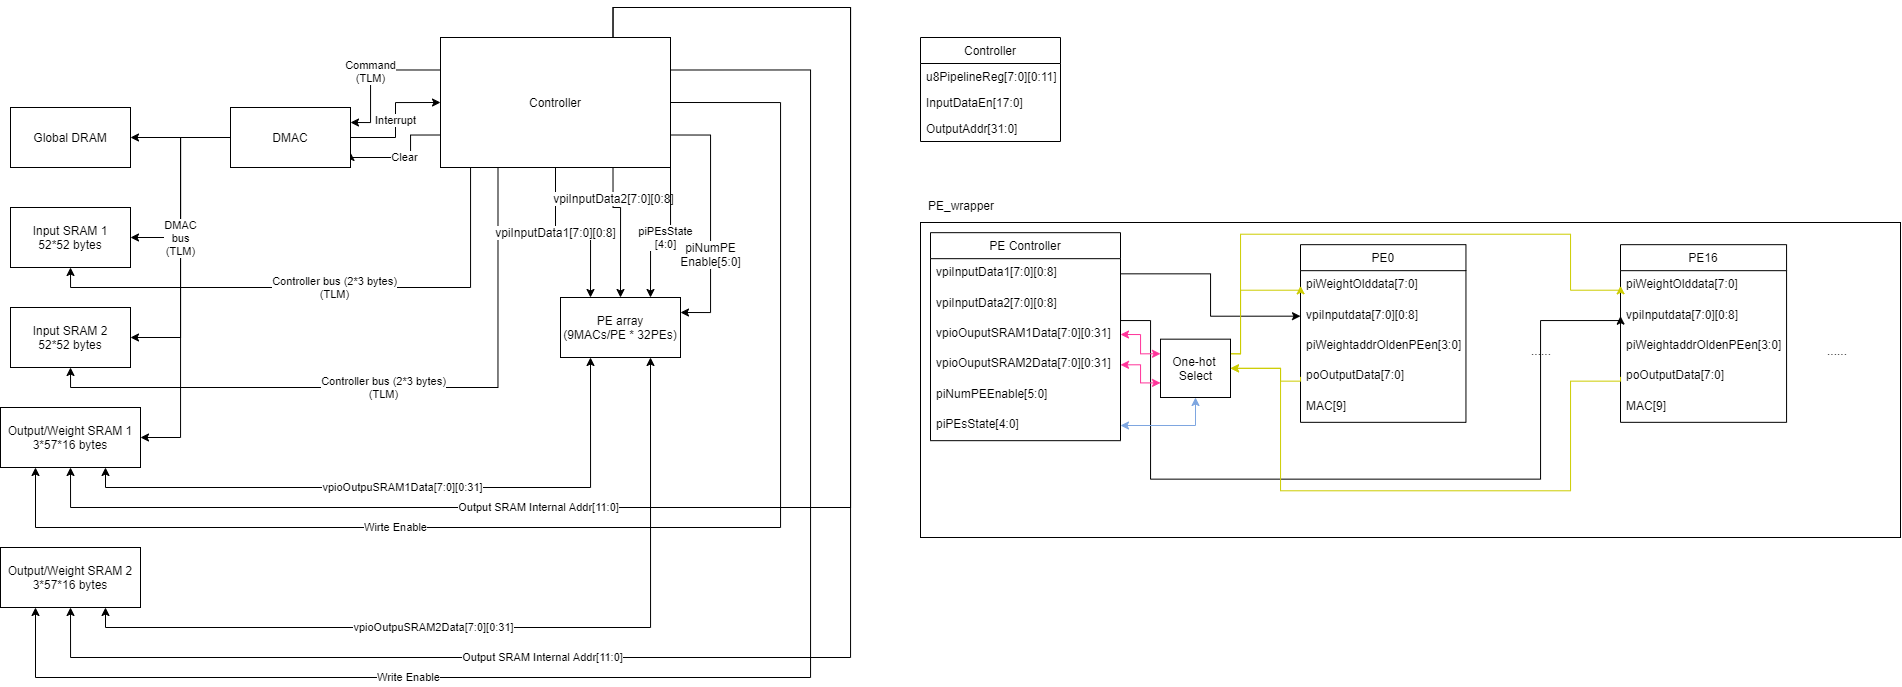 Command
(TLM)
Controller
Global DRAM
DMAC
Interrupt
Clear
Input SRAM 1
52*52 bytes
DMAC
bus
(TLM)
vpiInputData2[7:0][0:8]
vpiInputData1[7:0][0:8]
piPEsState
[4:0]
piNumPE
Enable[5:0]
Controller bus (2*3 bytes)
(TLM)
Input SRAM 2
52*52 bytes
PE array
(9MACs/PE * 32PEs)
Controller bus (2*3 bytes)
(TLM)
Output/Weight SRAM 1
3*57*16 bytes
vpioOutpuSRAM1Data[7:0][0:31]
Output SRAM Internal Addr[11:0]
Wirte Enable
Output/Weight SRAM 2
3*57*16 bytes
vpioOutpuSRAM2Data[7:0][0:31]
Output SRAM Internal Addr[11:0]
Write Enable
Controller
u8PipelineReg[7:0][0:11]
InputDataEn[17:0]
OutputAddr[31:0]
PE_wrapper
PE Controller
vpiInputData1[7:0][0:8]
vpiInputData2[7:0][0:8]
vpioOuputSRAM1Data[7:0][0:31]
vpioOuputSRAM2Data[7:0][0:31]
piNumPEEnable[5:0]
piPEsState[4:0]
One-hot
Select
PE0
piWeightOlddata[7:0]
vpiInputdata[7:0][0:8]
piWeightaddrOldenPEen[3:0]
poOutputData[7:0]
MAC[9]
......
PE16
piWeightOlddata[7:0]
vpiInputdata[7:0][0:8]
piWeightaddrOldenPEen[3:0]
poOutputData[7:0]
MAC[9]
......